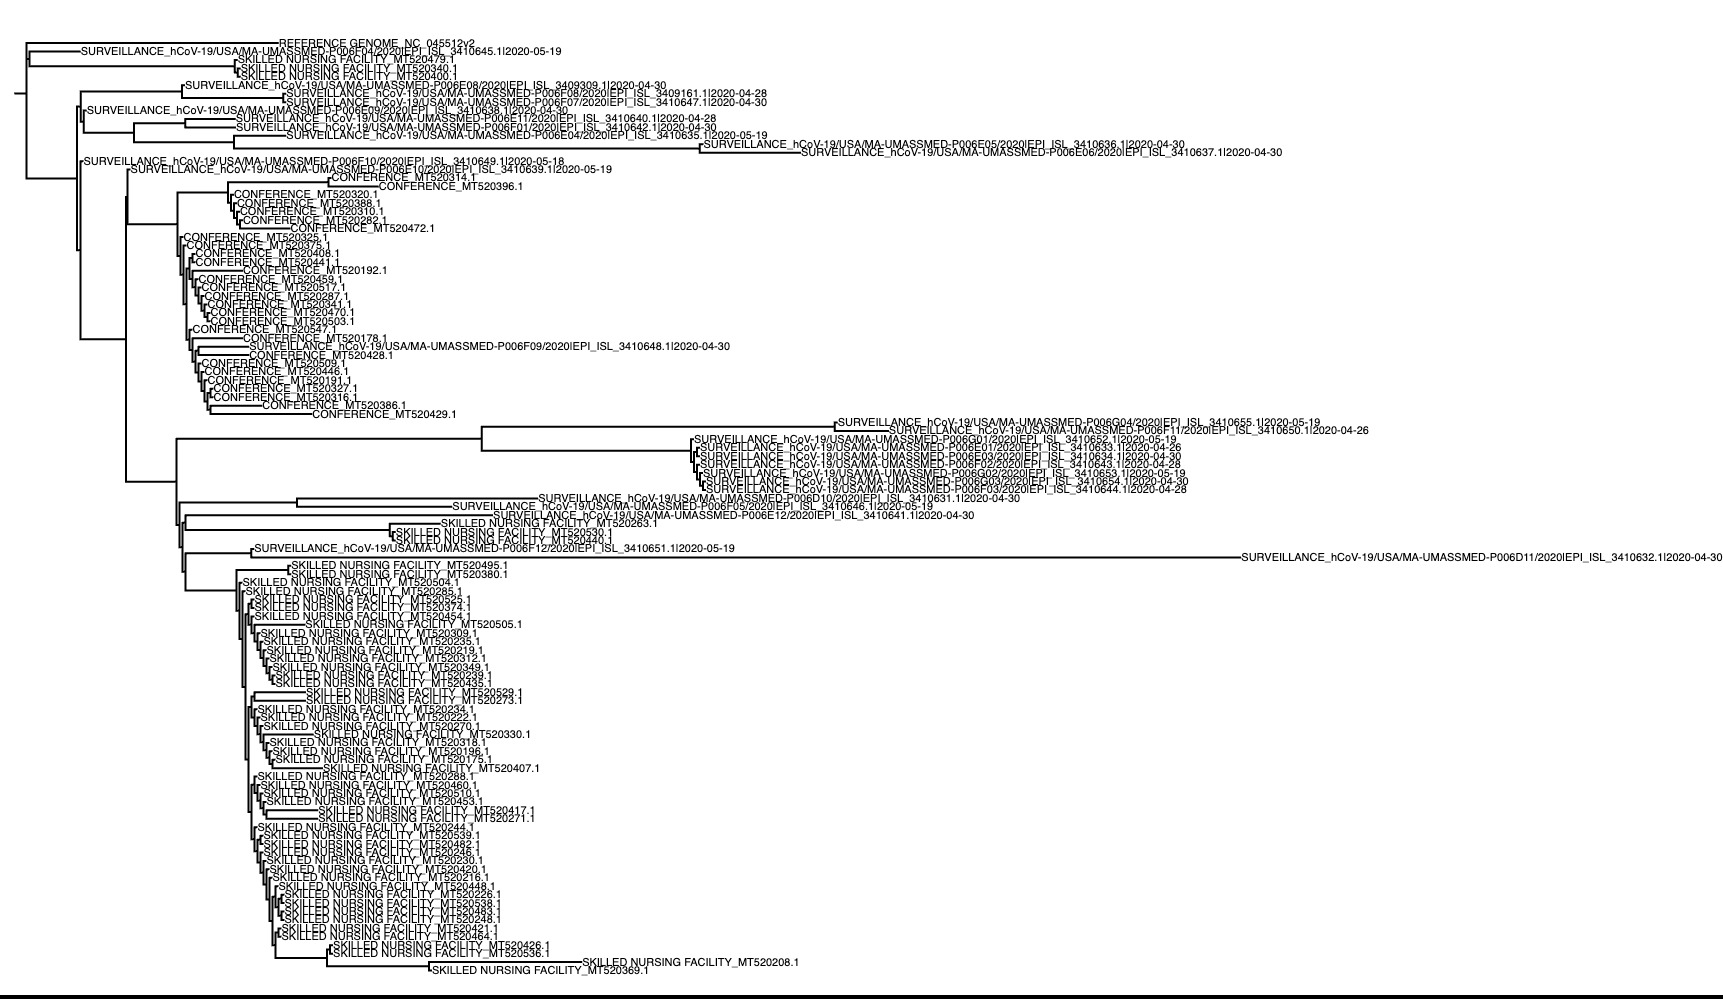 REFERENCE GENOME_NC_045512v2
SURVEILLANCE_hCoV-19/USA/MA-UMASSMED-P006F04/2020|EPI_ISL_3410645.1|2020-05-19
SKILLED NURSING FACILITY_MT520479.1
SKILLED NURSING FACILITY_MT520340.1
SKILLED NURSING FACILITY_MT520400.1
SURVEILLANCE_hCoV-19/USA/MA-UMASSMED-P006E08/2020|EPI_ISL_3409309.1|2020-04-30
SURVEILLANCE_hCoV-19/USA/MA-UMASSMED-P006F08/2020|EPI_ISL_3409161.1|2020-04-28
SURVEILLANCE_hCoV-19/USA/MA-UMASSMED-P006F07/2020|EPI_ISL_3410647.1|2020-04-30
SURVEILLANCE_hCoV-19/USA/MA-UMASSMED-P006E09/2020|EPI_ISL_3410638.1|2020-04-30
SURVEILLANCE_hCoV-19/USA/MA-UMASSMED-P006E11/2020|EPI_ISL_3410640.1|2020-04-28
SURVEILLANCE_hCoV-19/USA/MA-UMASSMED-P006F01/2020|EPI_ISL_3410642.1|2020-04-30
SURVEILLANCE_hCoV-19/USA/MA-UMASSMED-P006E04/2020|EPI_ISL_3410635.1|2020-05-19
SURVEILLANCE_hCoV-19/USA/MA-UMASSMED-P006E05/2020|EPI_ISL_3410636.1|2020-04-30
SURVEILLANCE_hCoV-19/USA/MA-UMASSMED-P006E06/2020|EPI_ISL_3410637.1|2020-04-30
SURVEILLANCE_hCoV-19/USA/MA-UMASSMED-P006F10/2020|EPI_ISL_3410649.1|2020-05-18
SURVEILLANCE_hCoV-19/USA/MA-UMASSMED-P006E10/2020|EPI_ISL_3410639.1|2020-05-19
CONFERENCE_MT520314.1
CONFERENCE_MT520396.1
CONFERENCE_MT520320.1
CONFERENCE_MT520388.1
CONFERENCE_MT520310.1
CONFERENCE_MT520282.1
CONFERENCE_MT520472.1
CONFERENCE_MT520325.1
CONFERENCE_MT520375.1
CONFERENCE_MT520408.1
CONFERENCE_MT520441.1
CONFERENCE_MT520192.1
CONFERENCE_MT520459.1
CONFERENCE_MT520517.1
CONFERENCE_MT520287.1
CONFERENCE_MT520341.1
CONFERENCE_MT520470.1
CONFERENCE_MT520503.1
CONFERENCE_MT520547.1
CONFERENCE_MT520178.1
SURVEILLANCE_hCoV-19/USA/MA-UMASSMED-P006F09/2020|EPI_ISL_3410648.1|2020-04-30
CONFERENCE_MT520428.1
CONFERENCE_MT520509.1
CONFERENCE_MT520446.1
CONFERENCE_MT520191.1
CONFERENCE_MT520327.1
CONFERENCE_MT520316.1
CONFERENCE_MT520386.1
CONFERENCE_MT520429.1
SURVEILLANCE_hCoV-19/USA/MA-UMASSMED-P006G04/2020|EPI_ISL_3410655.1|2020-05-19
SURVEILLANCE_hCoV-19/USA/MA-UMASSMED-P006F11/2020|EPI_ISL_3410650.1|2020-04-26
SURVEILLANCE_hCoV-19/USA/MA-UMASSMED-P006G01/2020|EPI_ISL_3410652.1|2020-05-19
SURVEILLANCE_hCoV-19/USA/MA-UMASSMED-P006E01/2020|EPI_ISL_3410633.1|2020-04-26
SURVEILLANCE_hCoV-19/USA/MA-UMASSMED-P006E03/2020|EPI_ISL_3410634.1|2020-04-30
SURVEILLANCE_hCoV-19/USA/MA-UMASSMED-P006F02/2020|EPI_ISL_3410643.1|2020-04-28
SURVEILLANCE_hCoV-19/USA/MA-UMASSMED-P006G02/2020|EPI_ISL_3410653.1|2020-05-19
SURVEILLANCE_hCoV-19/USA/MA-UMASSMED-P006G03/2020|EPI_ISL_3410654.1|2020-04-30
SURVEILLANCE_hCoV-19/USA/MA-UMASSMED-P006F03/2020|EPI_ISL_3410644.1|2020-04-28
SURVEILLANCE_hCoV-19/USA/MA-UMASSMED-P006D10/2020|EPI_ISL_3410631.1|2020-04-30
SURVEILLANCE_hCoV-19/USA/MA-UMASSMED-P006F05/2020|EPI_ISL_3410646.1|2020-05-19
SURVEILLANCE_hCoV-19/USA/MA-UMASSMED-P006E12/2020|EPI_ISL_3410641.1|2020-04-30
SKILLED NURSING FACILITY_MT520263.1
SKILLED NURSING FACILITY_MT520530.1
SKILLED NURSING FACILITY_MT520440.1
SURVEILLANCE_hCoV-19/USA/MA-UMASSMED-P006F12/2020|EPI_ISL_3410651.1|2020-05-19
SURVEILLANCE_hCoV-19/USA/MA-UMASSMED-P006D11/2020|EPI_ISL_3410632.1|2020-04-30
SKILLED NURSING FACILITY_MT520495.1
SKILLED NURSING FACILITY_MT520380.1
SKILLED NURSING FACILITY_MT520504.1
SKILLED NURSING FACILITY_MT520285.1
SKILLED NURSING FACILITY_MT520525.1
SKILLED NURSING FACILITY_MT520374.1
SKILLED NURSING FACILITY_MT520454.1
SKILLED NURSING FACILITY_MT520505.1
SKILLED NURSING FACILITY_MT520309.1
SKILLED NURSING FACILITY_MT520235.1
SKILLED NURSING FACILITY_MT520219.1
SKILLED NURSING FACILITY_MT520312.1
SKILLED NURSING FACILITY_MT520349.1
SKILLED NURSING FACILITY_MT520239.1
SKILLED NURSING FACILITY_MT520435.1
SKILLED NURSING FACILITY_MT520529.1
SKILLED NURSING FACILITY_MT520273.1
SKILLED NURSING FACILITY_MT520234.1
SKILLED NURSING FACILITY_MT520222.1
SKILLED NURSING FACILITY_MT520270.1
SKILLED NURSING FACILITY_MT520330.1
SKILLED NURSING FACILITY_MT520318.1
SKILLED NURSING FACILITY_MT520196.1
SKILLED NURSING FACILITY_MT520175.1
SKILLED NURSING FACILITY_MT520407.1
SKILLED NURSING FACILITY_MT520288.1
SKILLED NURSING FACILITY_MT520460.1
SKILLED NURSING FACILITY_MT520510.1
SKILLED NURSING FACILITY_MT520453.1
SKILLED NURSING FACILITY_MT520417.1
SKILLED NURSING FACILITY_MT520271.1
SKILLED NURSING FACILITY_MT520244.1
SKILLED NURSING FACILITY_MT520539.1
SKILLED NURSING FACILITY_MT520482.1
SKILLED NURSING FACILITY_MT520246.1
SKILLED NURSING FACILITY_MT520230.1
SKILLED NURSING FACILITY_MT520420.1
SKILLED NURSING FACILITY_MT520216.1
SKILLED NURSING FACILITY_MT520448.1
SKILLED NURSING FACILITY_MT520226.1
SKILLED NURSING FACILITY_MT520538.1
SKILLED NURSING FACILITY_MT520483.1
SKILLED NURSING FACILITY_MT520248.1
SKILLED NURSING FACILITY_MT520421.1
SKILLED NURSING FACILITY_MT520464.1
SKILLED NURSING FACILITY_MT520426.1
SKILLED NURSING FACILITY_MT520536.1
SKILLED NURSING FACILITY_MT520208.1
SKILLED NURSING FACILITY_MT520369.1